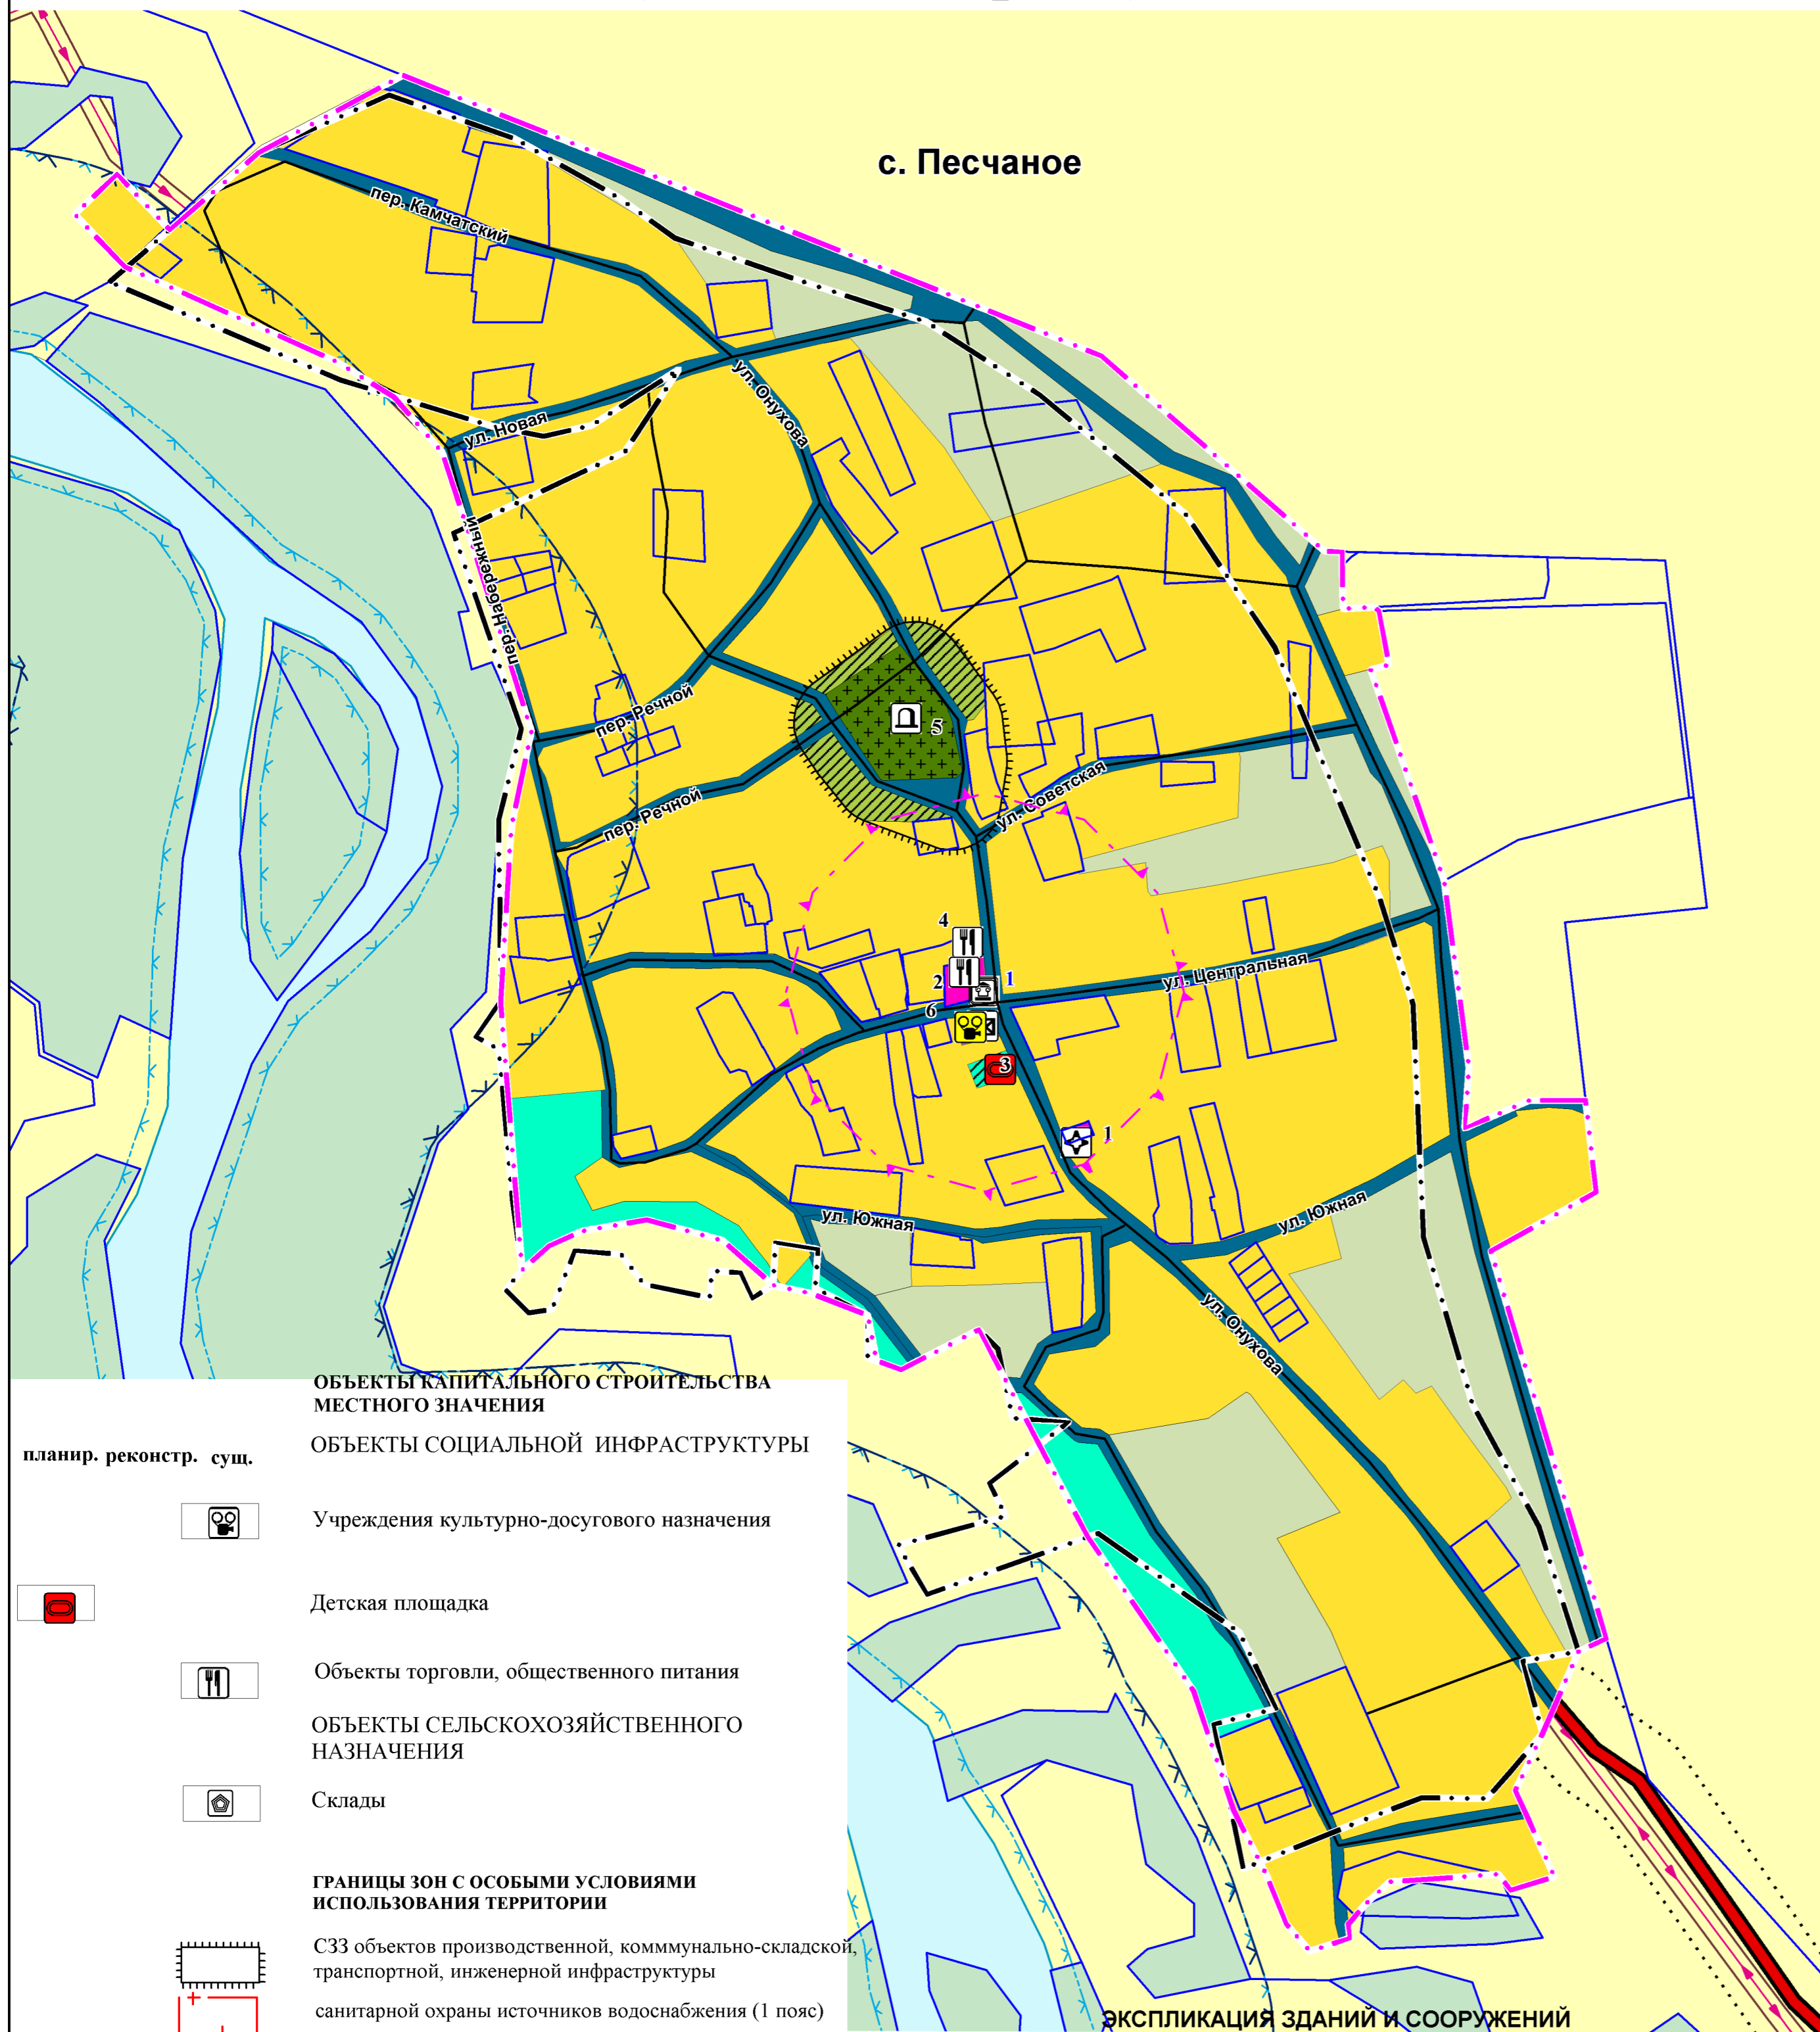 с. Песчаное
пер. Камчатский
ул. Онухова
ул. Новая
пер. Набережный
пер. Речной
5
пер. Речной
ул. Советская
4
2
1
ул. Центральная
6
3
1
ул. Южная
ул. Южная
ул. Онухова
ОБЪЕКТЫ КАПИТАЛЬНОГО СТРОИТЕЛЬСТВА
МЕСТНОГО ЗНАЧЕНИЯ
планир. реконстр. сущ.
ОБЪЕКТЫ СОЦИАЛЬНОЙ ИНФРАСТРУКТУРЫ
Учреждения культурно-досугового назначения
Детская площадка
Объекты торговли, общественного питания
ОБЪЕКТЫ СЕЛЬСКОХОЗЯЙСТВЕННОГО
НАЗНАЧЕНИЯ
Склады
ГРАНИЦЫ ЗОН С ОСОБЫМИ УСЛОВИЯМИ
ИСПОЛЬЗОВАНИЯ ТЕРРИТОРИИ
СЗЗ объектов производственной, комммунально-складской,
транспортной, инженерной инфраструктуры
санитарной охраны источников водоснабжения (1 пояс)
ЭКСПЛИКАЦИЯ ЗДАНИЙ И СООРУЖЕНИЙ